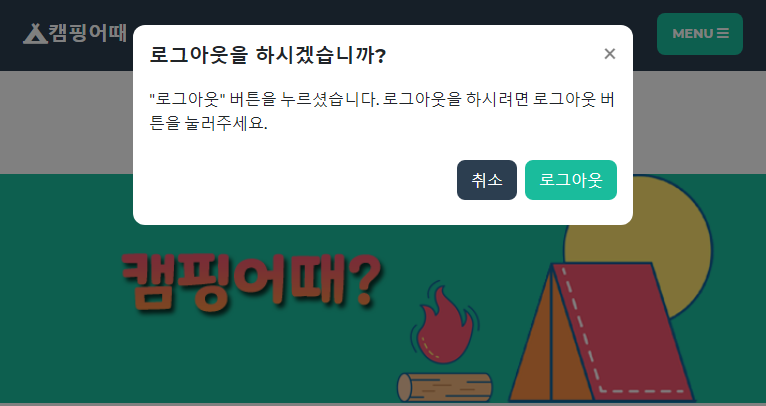 캠핑어때
MENU
로그아웃을 하시겠습니까?
"로그아웃" 버튼을 누르셨습니다. 로그아웃을 하시려면 로그아웃 버
튼을 눌러주세요.
취소
로그아웃
캠핑어때?